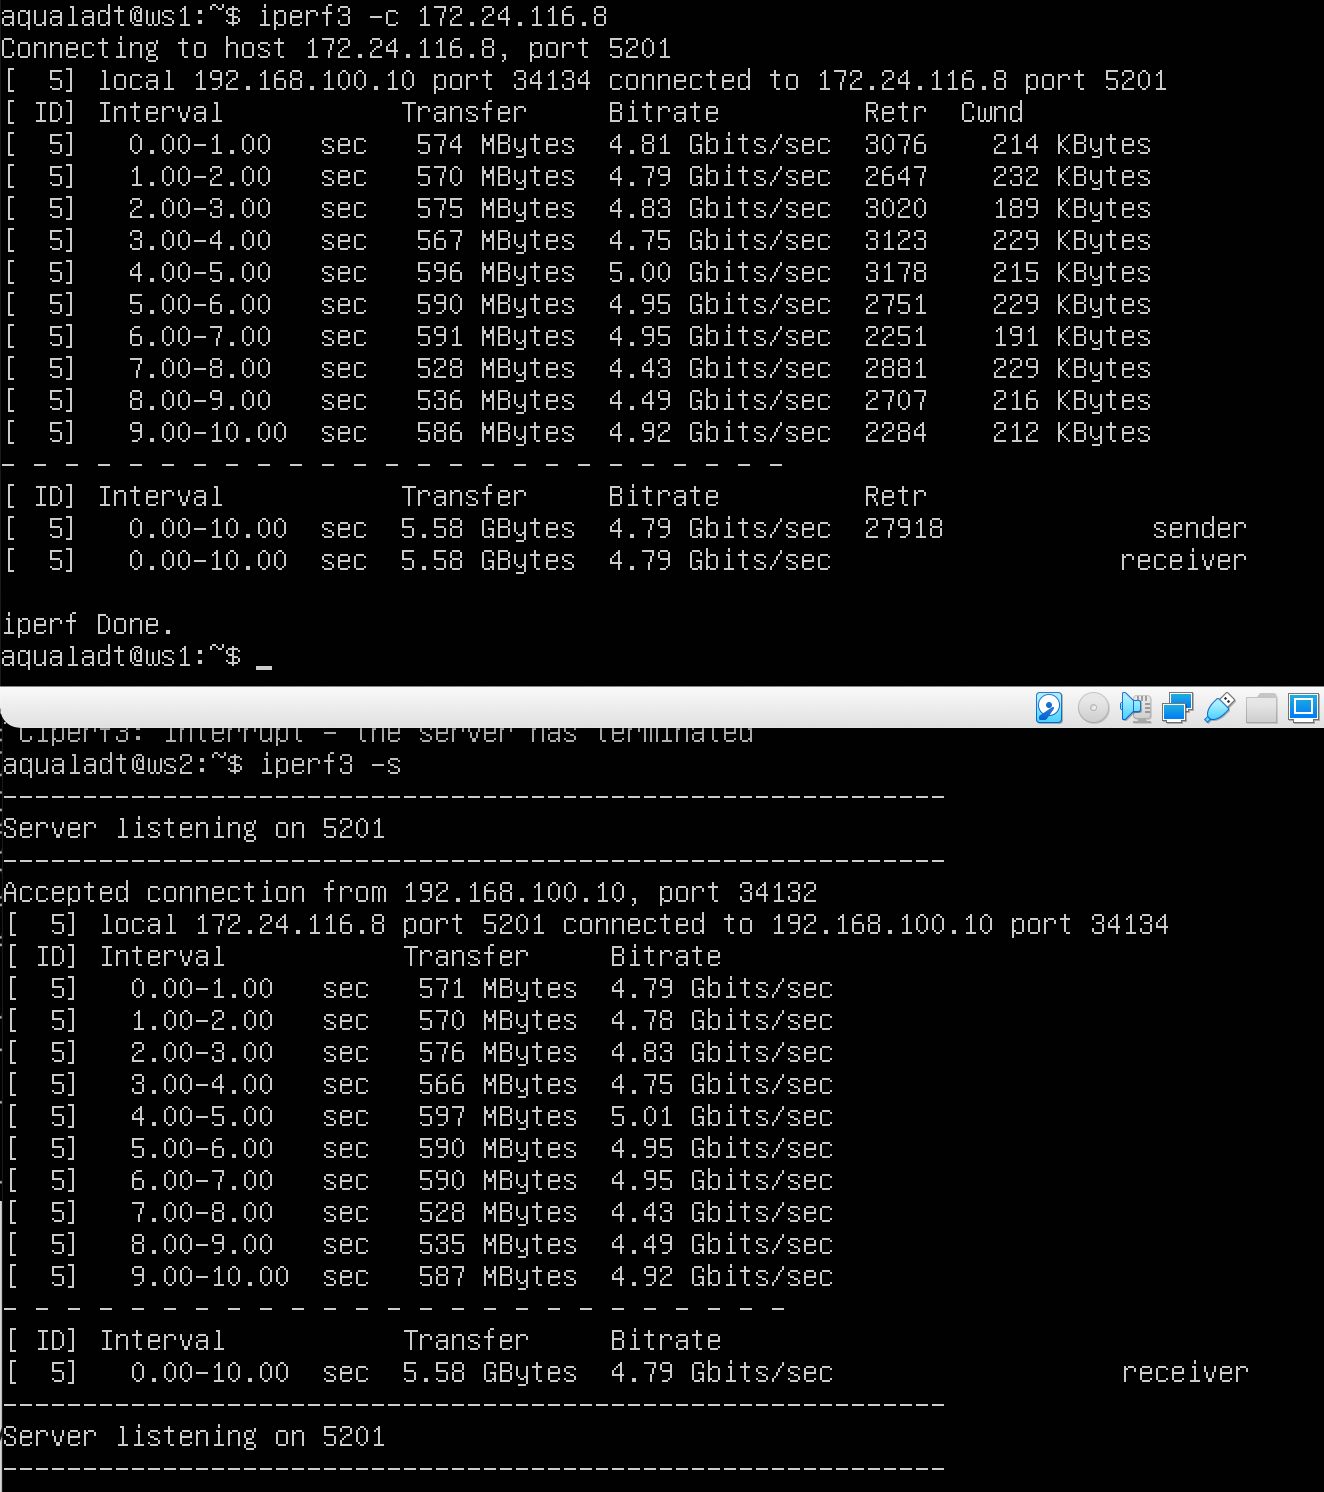 aqualadt@ws1:~$ iperf3 -c 172.24.116.8
Connecting to host 172.24.116.8, port 5201
[  5] local 192.168.100.10 port 34134 connected to 172.24.116.8 port 5201
[ ID] Interval           Transfer     Bitrate         Retr  Cwnd
[  5]   0.00-1.00   sec   574 MBytes  4.81 Gbits/sec  3076    214 KBytes
[  5]   1.00-2.00   sec   570 MBytes  4.79 Gbits/sec  2647    232 KBytes
[  5]   2.00-3.00   sec   575 MBytes  4.83 Gbits/sec  3020    189 KBytes
[  5]   3.00-4.00   sec   567 MBytes  4.75 Gbits/sec  3123    229 KBytes
[  5]   4.00-5.00   sec   596 MBytes  5.00 Gbits/sec  3178    215 KBytes
[  5]   5.00-6.00   sec   590 MBytes  4.95 Gbits/sec  2751    229 KBytes
[  5]   6.00-7.00   sec   591 MBytes  4.95 Gbits/sec  2251    191 KBytes
[  5]   7.00-8.00   sec   528 MBytes  4.43 Gbits/sec  2881    229 KBytes
[  5]   8.00-9.00   sec   536 MBytes  4.49 Gbits/sec  2707    216 KBytes
[  5]   9.00-10.00  sec   586 MBytes  4.92 Gbits/sec  2284    212 KBytes
- - - - - - - - - - - - - - - - - - - - - - - - -
[ ID] Interval           Transfer     Bitrate         Retr
[  5]   0.00-10.00  sec  5.58 GBytes  4.79 Gbits/sec  27918             sender
[  5]   0.00-10.00  sec  5.58 GBytes  4.79 Gbits/sec                  receiver
iperf Done.
aqualadt@ws1:~$ _
^Ciperf3: interrupt - the server has terminated
aqualadt@ws2:~$ iperf3 -s
-----------------------------------------------------------
Server listening on 5201
-----------------------------------------------------------
Accepted connection from 192.168.100.10, port 34132
[  5] local 172.24.116.8 port 5201 connected to 192.168.100.10 port 34134
[ ID] Interval           Transfer     Bitrate
[  5]   0.00-1.00   sec   571 MBytes  4.79 Gbits/sec
[  5]   1.00-2.00   sec   570 MBytes  4.78 Gbits/sec
[  5]   2.00-3.00   sec   576 MBytes  4.83 Gbits/sec
[  5]   3.00-4.00   sec   566 MBytes  4.75 Gbits/sec
[  5]   4.00-5.00   sec   597 MBytes  5.01 Gbits/sec
[  5]   5.00-6.00   sec   590 MBytes  4.95 Gbits/sec
[  5]   6.00-7.00   sec   590 MBytes  4.95 Gbits/sec
[  5]   7.00-8.00   sec   528 MBytes  4.43 Gbits/sec
[  5]   8.00-9.00   sec   535 MBytes  4.49 Gbits/sec
[  5]   9.00-10.00  sec   587 MBytes  4.92 Gbits/sec
- - - - - - - - - - - - - - - - - - - - - - - - -
[ ID] Interval           Transfer     Bitrate
[  5]   0.00-10.00  sec  5.58 GBytes  4.79 Gbits/sec                  receiver
-----------------------------------------------------------
Server listening on 5201
-----------------------------------------------------------